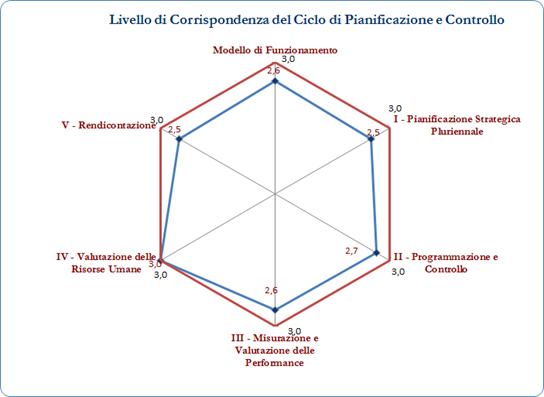 Livello di Corrispondenza del Ciclo di Pianificazione e Controllo
Modello di Funzionamento
3,0
2,6
3,0
I - Pianificazione Strategica
Pluriennale
2,5
2,7
II - Programmazione e
Controllo
3,0
2,6
3,0
III - Misurazione e
Valutazione delle
Performance
IV - Valutazione delle
Risorse Umane
3,0
3,0
3,0
V - Rendicontazione
2,5